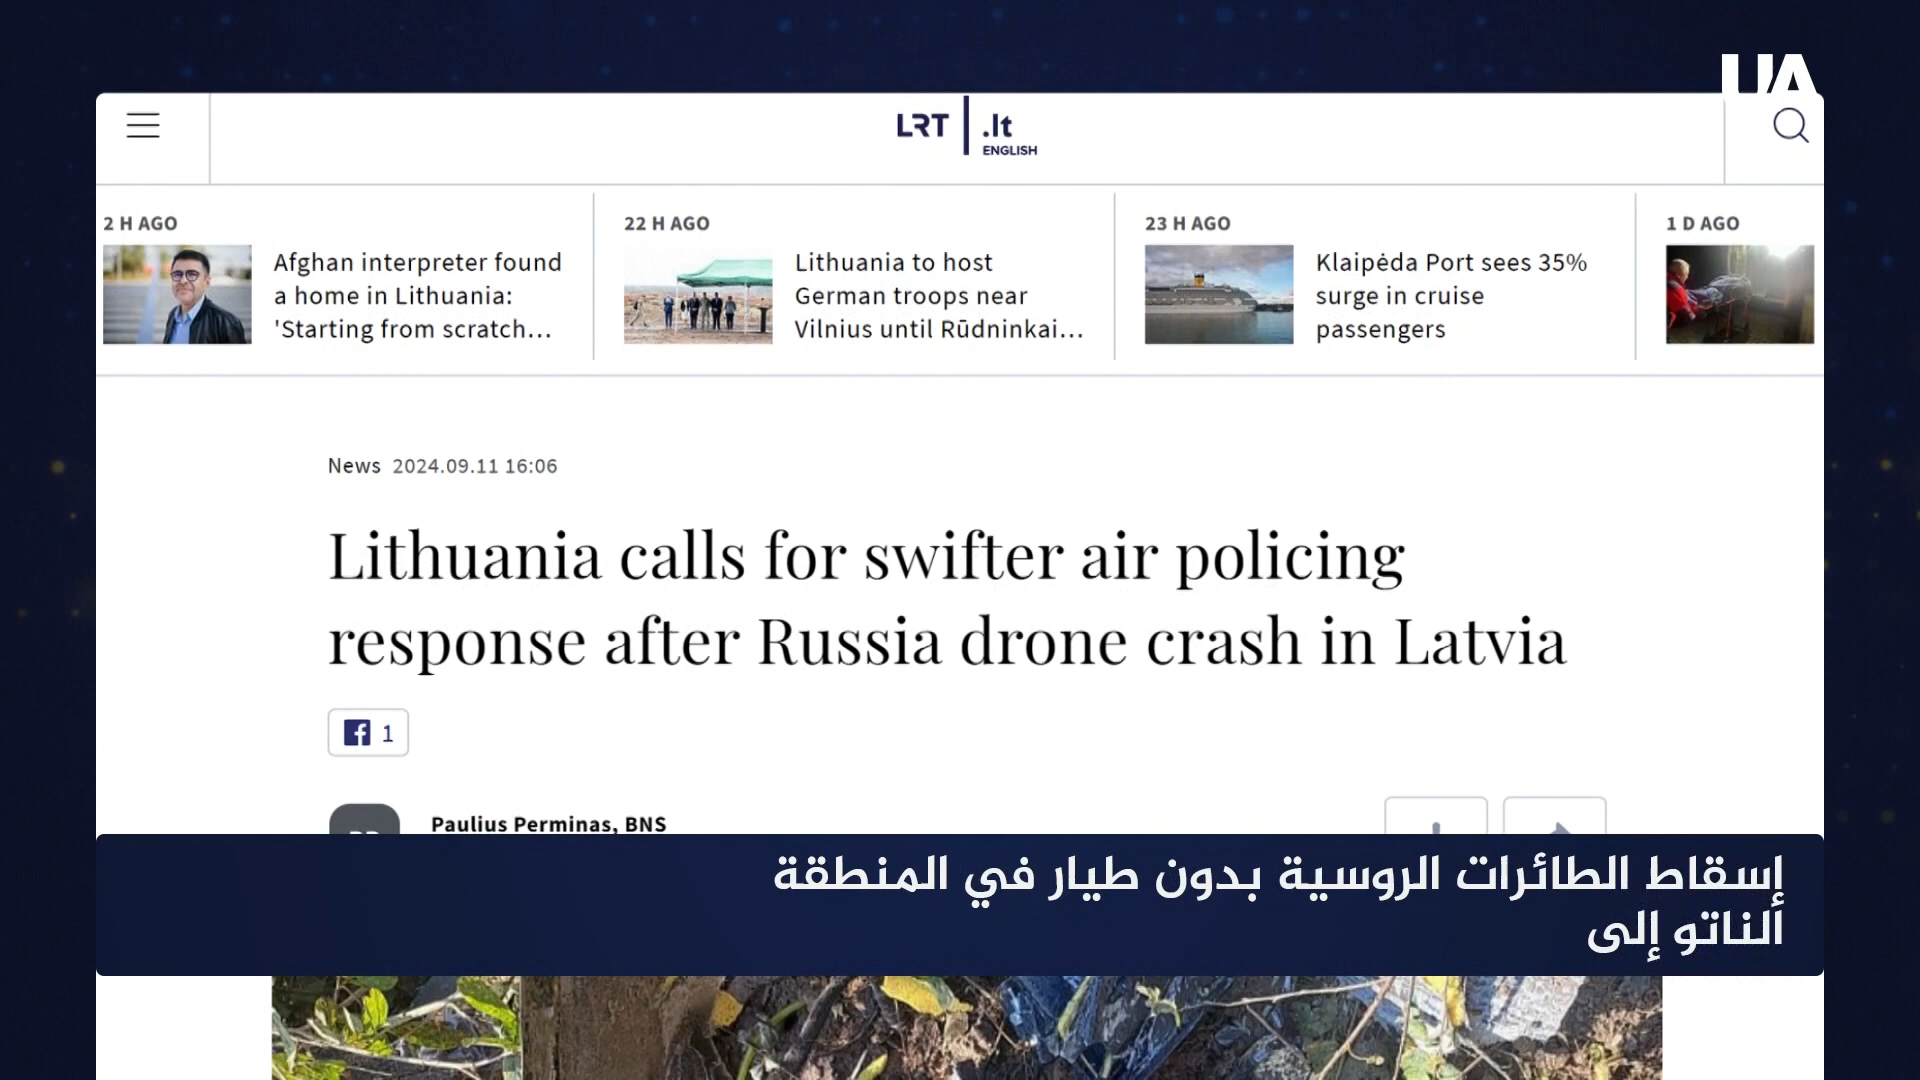 UA
LRT .lt
ENGLISH
2 H AGO
Afghan interpreter found
a home in Lithuania:
'Starting from scratch...
22 H AGO
Lithuania to host
German troops near
Vilnius until Rūdninkai...
23 H AGO
Klaipėda Port sees 35%
surge in cruise
passengers
1 D AGO
News 2024.09.11 16:06
Lithuania calls for swifter air policing
response after Russia drone crash in Latvia
1
Paulius Perminas, BNS
إسقاط الطائرات الروسية بدون طيار في المنطقة
الناتو إلى